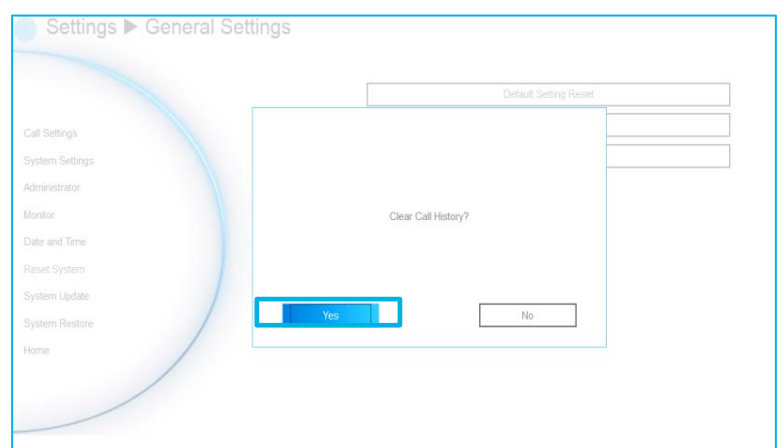 Settings ▶ General Settings
Default Setting Reset
Call Settings
System Settings
Administrator
Monitor
Date and Time
Reset System
System Update
System Restore
Home
Clear Call History?
Yes
No